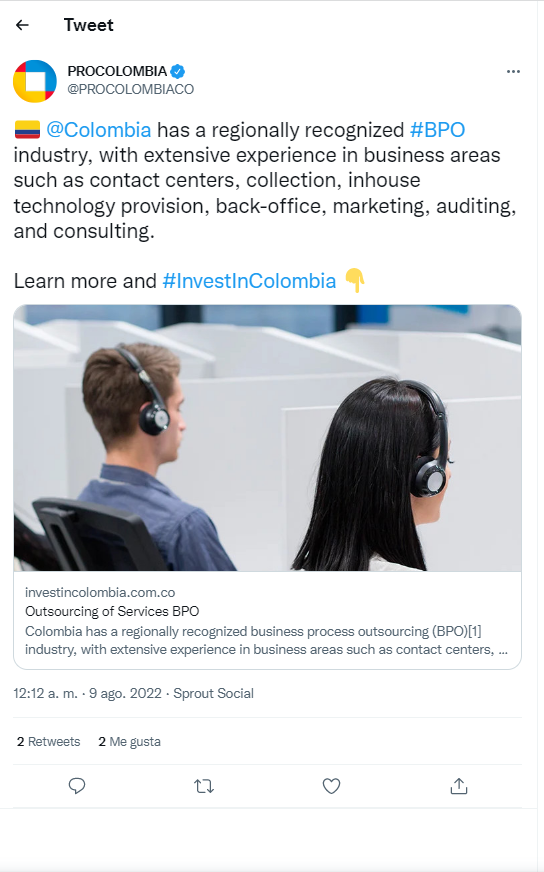 Tweet
PROCOLOMBIA
@PROCOLOMBIACO
@Colombia has a regionally recognized #BPO
industry, with extensive experience in business areas
such as contact centers, collection, inhouse
technology provision, back-office, marketing, auditing,
and consulting.
Learn more and #InvestInColombia
investincolombia.com.co
Outsourcing of Services BPO
Colombia has a regionally recognized business process outsourcing (BPO)[1]
industry, with extensive experience in business areas such as contact centers, ...
12:12 a. m. · 9 ago. 2022 · Sprout Social
2 Retweets 2 Me gusta